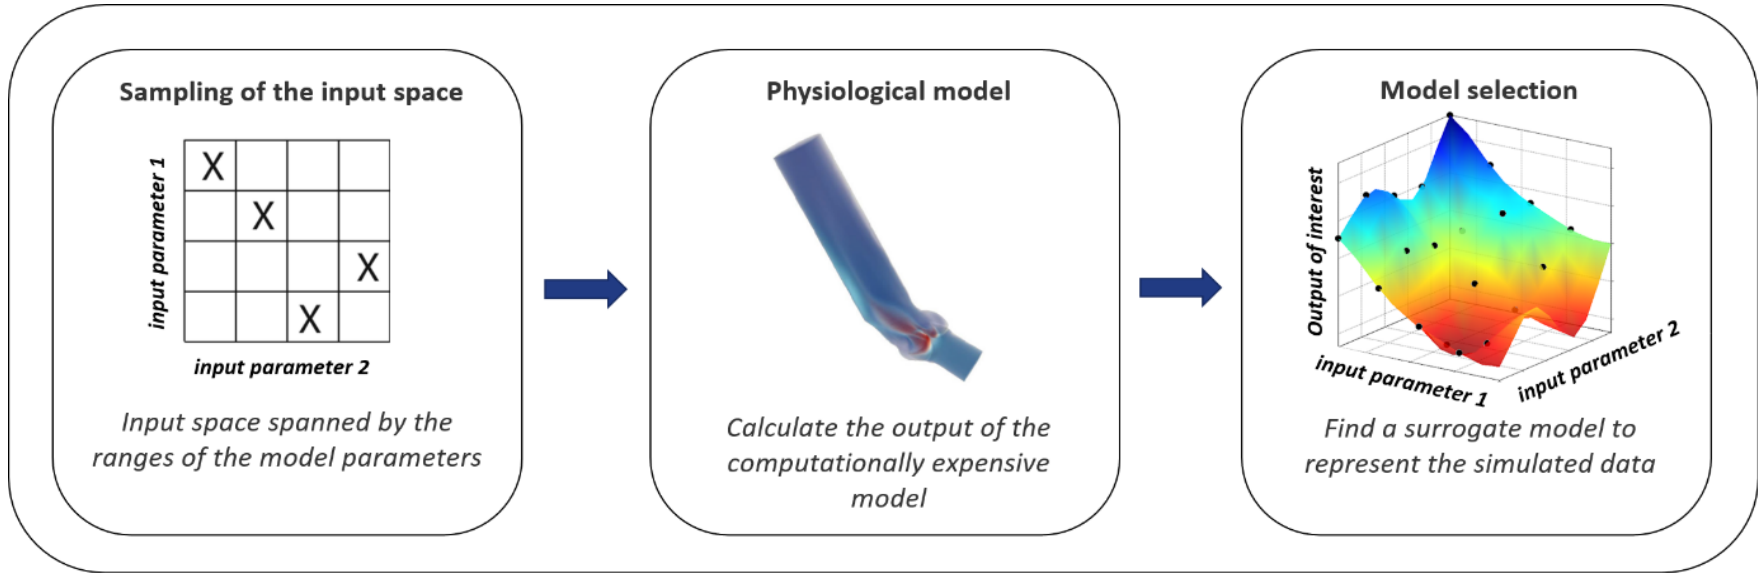 Sampling of the input space
input parameter 1
X
X
X
X
input parameter 2
Input space spanned by the
ranges of the model parameters
Physiological model
Calculate the output of the
computationally expensive
model
Model selection
Output of interest
input parameter 1
input parameter 2
Find a surrogate model to
represent the simulated data